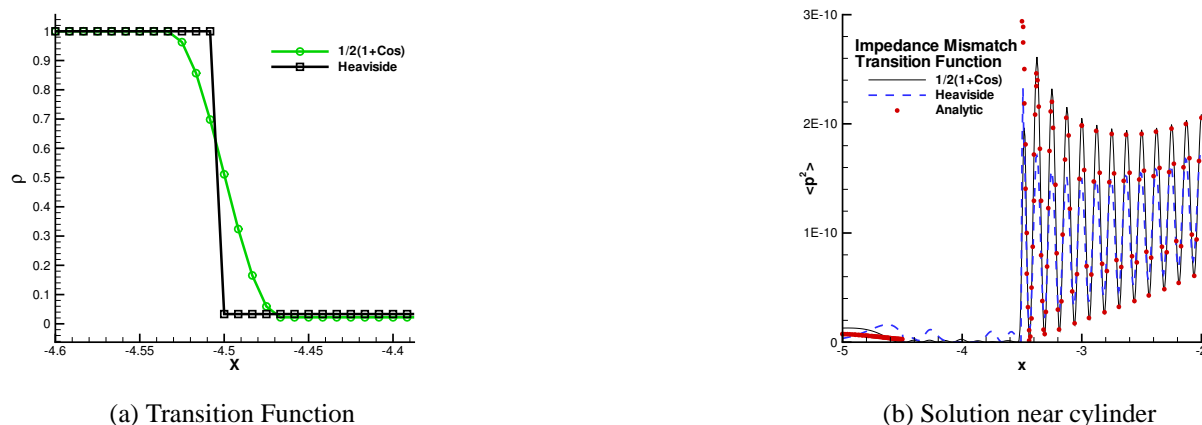 1
0.9
0.8
0.7
0.6
0.5
0.4
0.3
0.2
0.1
0
ρ
-4.6
-4.55
-4.5
-4.45
-4.4
X
1/2(1+Cos)
Heaviside
(a) Transition Function
3E-10
2E-10
1E-10
0
<p²>
-5
-4
-3
-2
x
Impedance Mismatch
Transition Function
1/2(1+Cos)
Heaviside
Analytic
(b) Solution near cylinder